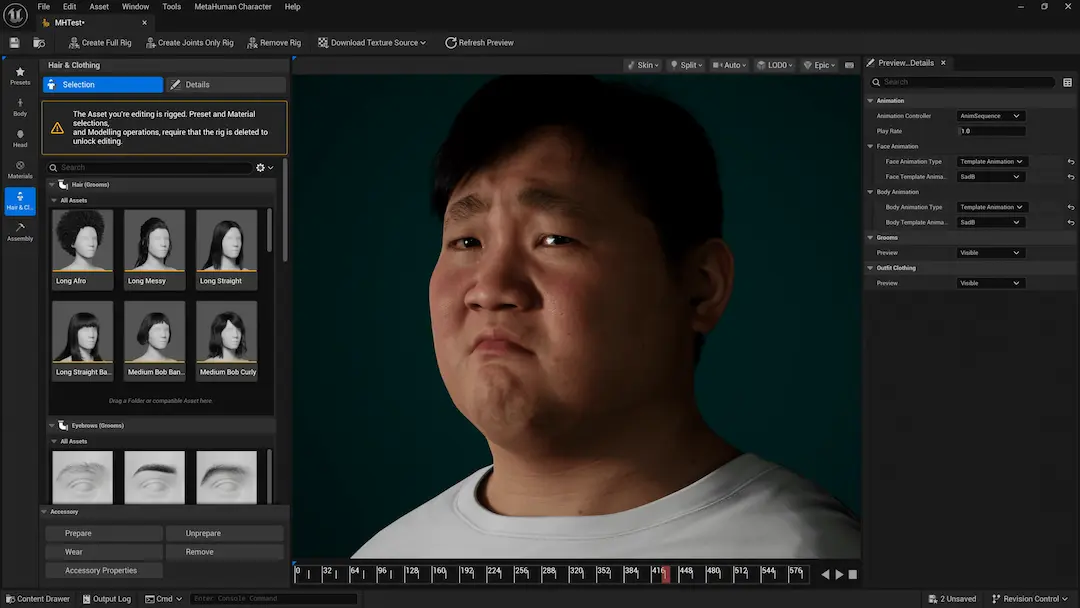 File Edit Asset Window Tools MetaHuman Character Help
MHTest•
Create Full Rig Create Joints Only Rig Remove Rig Download Texture Source Refresh Preview
Presets
Body
Head
Materials
Hair & Cl...
Assembly
Hair & Clothing
Selection Details
The Asset you're editing is rigged. Preset and Material
selections,
and Modelling operations, require that the rig is deleted to
unlock editing.
Search
Hair (Grooms)
All Assets
Long Afro Long Messy Long Straight
Long Straight Ba... Medium Bob Ban... Medium Bob Curly
Drag a Folder or compatible Asset here
Eyebrows (Grooms)
All Assets
Accessory
Prepare Unprepare
Wear Remove
Accessory Properties
Skin Split Auto LOD0 Epic
0 32 64 96 128 160 192 224 256 288 320 352 384 416 448 480 512 544 576
Preview...Details
Search
Animation
Animation Controller AnimSequence
Play Rate 1.0
Face Animation
Face Animation Type Template Animation
Face Template Anima... SadB
Body Animation
Body Animation Type Template Animation
Body Template Anima... SadB
Grooms
Preview Visible
Outfit Clothing
Preview Visible
Content Drawer Output Log Cmd Enter Console Command 2 Unsaved Revision Control